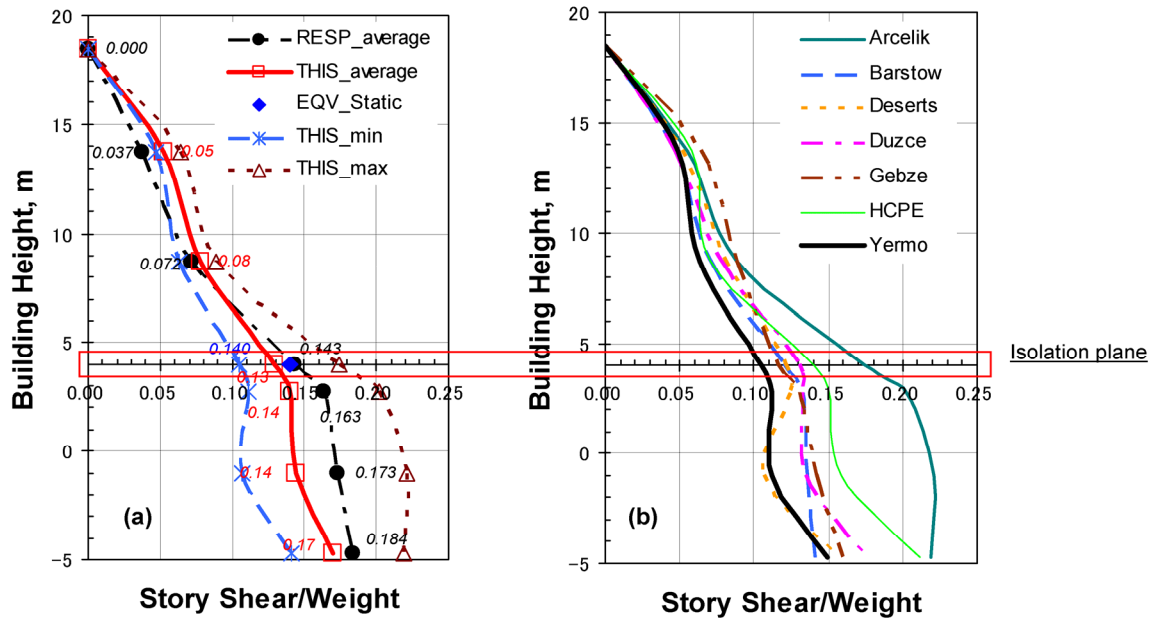 20
15
10
5
0
−5
Building Height, m
0.00
0.05
0.10
0.15
0.20
0.25
Story Shear/Weight
(a)
RESP_average
THIS_average
EQV_Static
THIS_min
THIS_max
0.000
0.037
0.05
0.072
0.08
0.140
0.143
0.13
0.14
0.163
0.14
0.173
0.17
0.184
20
15
10
5
0
−5
Building Height, m
0.00
0.05
0.10
0.15
0.20
0.25
Story Shear/Weight
(b)
Arcelik
Barstow
Deserts
Duzce
Gebze
HCPE
Yermo
Isolation plane